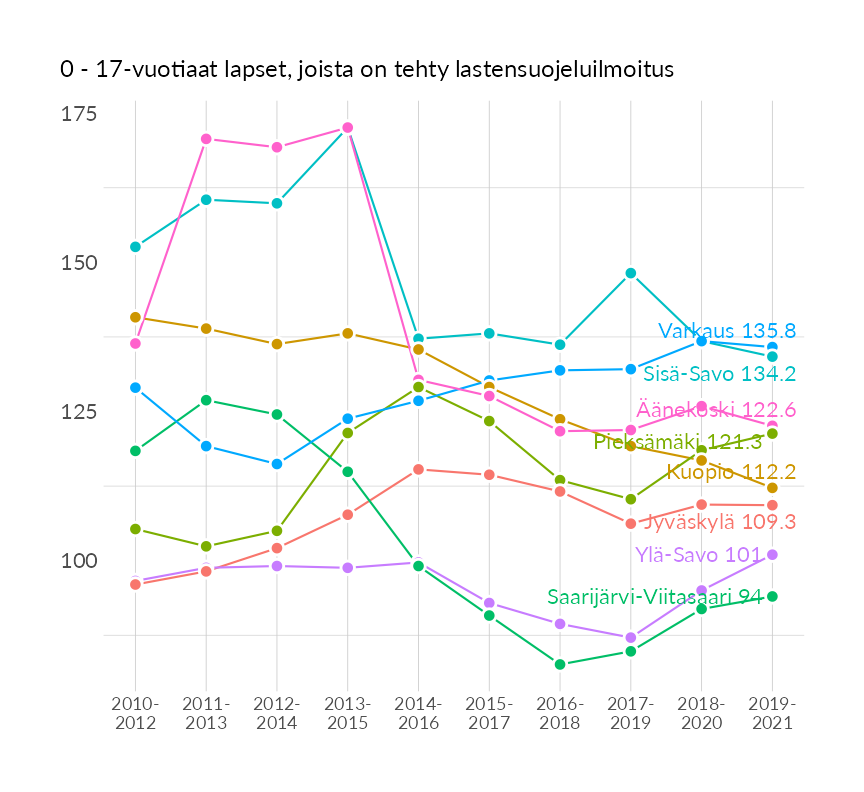 0 - 17-vuotiaat lapset, joista on tehty lastensuojeluilmoitus
175
150
125
100
Varkaus 135.8
Sisä-Savo 134.2
Äänekoski 122.6
Pieksämäki 121.3
Kuopio 112.2
Jyväskylä 109.3
Ylä-Savo 101
Saarijärvi-Viitasaari 94
2010- 2011- 2012- 2013- 2014- 2015- 2016- 2017- 2018- 2019-
2012 2013 2014 2015 2016 2017 2018 2019 2020 2021